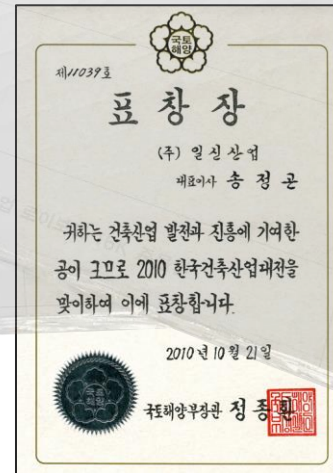 국토
해양
제11039호
표창장
(주) 일신산업
대표이사 송정곤
귀하는 건축산업 발전과 진흥에 기여한
공이 크므로 2010 한국건축산업대전을
맞이하여 이에 표창합니다.
2010년 10월 21일
국토
해양
국토해양부장관 정종환